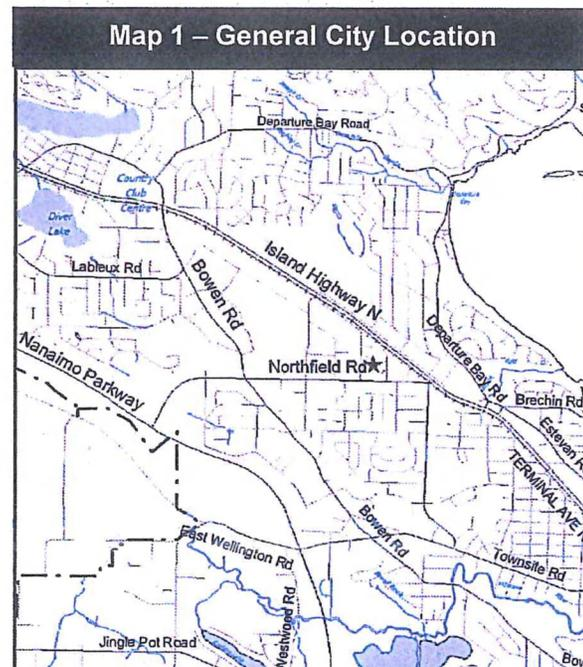 Map 1 – General City Location
Departure Bay Road
Country
Club
Centre
Diver
Lake
Labieux Rd
Bowen Rd
Island Highway N
Nanaimo Parkway
Northfield Rd
Departure Bay Rd
Brechin Rd
Estevan R
TERMINAL AVE N
East Wellington Rd
Bowen Rd
Townsite Rd
Westwood Rd
Jingle Pot Road
Bo